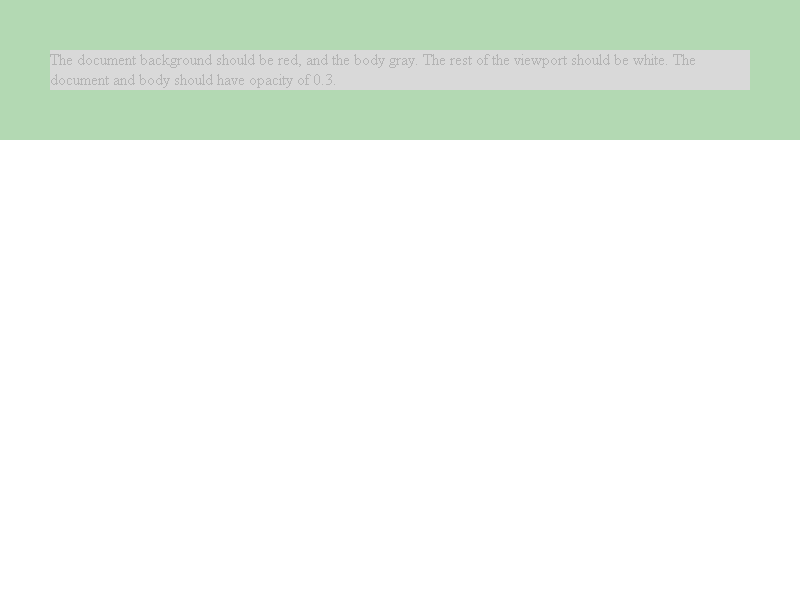 The document background should be red, and the body gray. The rest of the viewport should be white. The
document and body should have opacity of 0.3.